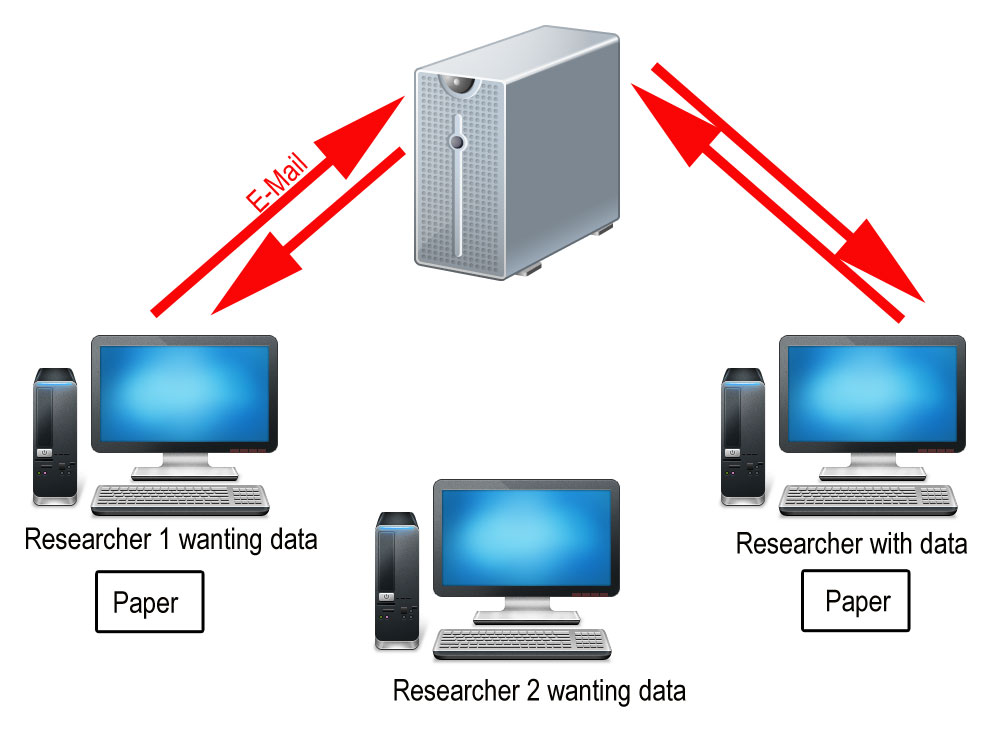 E-Mail
Researcher 1 wanting data
Paper
Researcher with data
Paper
Researcher 2 wanting data